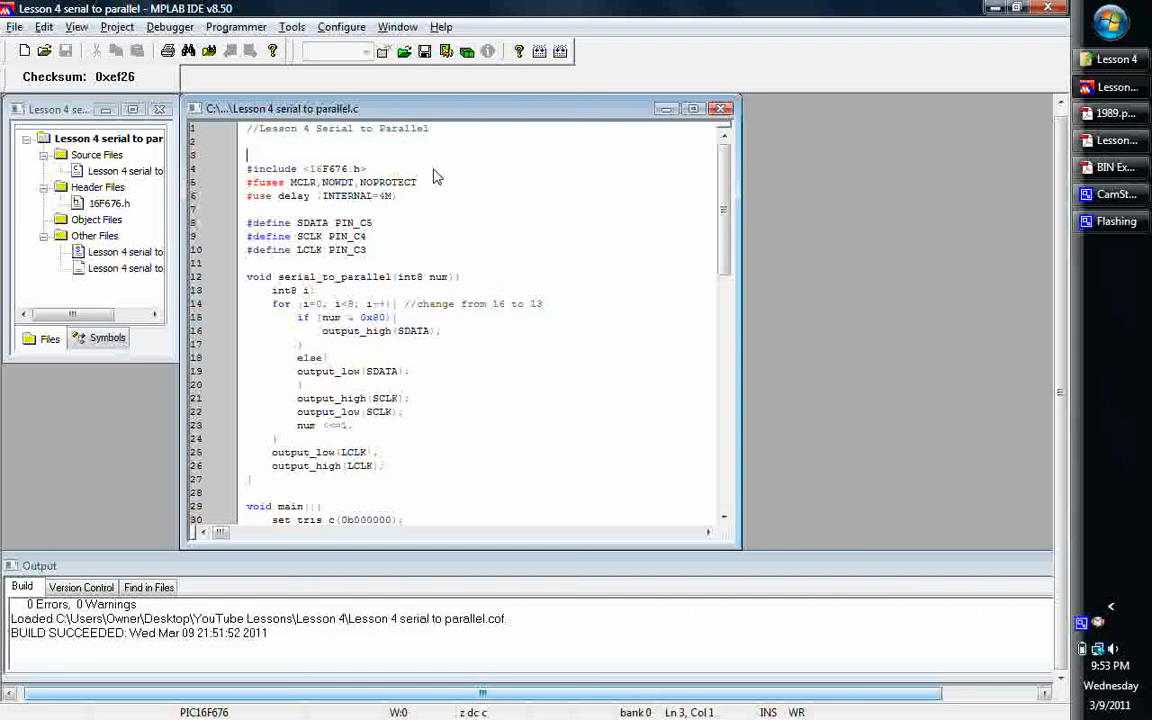 Lesson 4 serial to parallel - MPLAB IDE v8.50
File Edit View Project Debugger Programmer Tools Configure Window Help
Checksum: 0xef26
Lesson 4 se...
Lesson 4 serial to par
Source Files
Lesson 4 serial to
Header Files
16F676.h
Object Files
Other Files
Lesson 4 serial to
Lesson 4 serial to
Files Symbols
C:\...\Lesson 4 serial to parallel.c
1 //Lesson 4 Serial to Parallel
2
3
4 #include <16F676.h>
5 #fuses MCLR,NOWDT,NOPROTECT
6 #use delay (INTERNAL=4M)
7
8 #define SDATA PIN_C5
9 #define SCLK PIN_C4
10 #define LCLK PIN_C3
11
12 void serial_to_parallel(int8 num){
13 int8 i;
14 for (i=0; i<8; i++){ //change from 16 to 13
15 if (num & 0x80){
16 output_high(SDATA);
17 }
18 else{
19 output_low(SDATA);
20 }
21 output_high(SCLK);
22 output_low(SCLK);
23 num <<=1;
24 }
25 output_low(LCLK);
26 output_high(LCLK);
27 }
28
29 void main(){
30 set_tris_c(0b000000);
Output
Build Version Control Find in Files
0 Errors, 0 Warnings
Loaded C:\Users\Owner\Desktop\YouTube Lessons\Lesson 4\Lesson 4 serial to parallel.cof.
BUILD SUCCEEDED: Wed Mar 09 21:51:52 2011
PIC16F676 W:0 z dc c bank 0 Ln 3, Col 1 INS WR
Lesson 4
Lesson...
1989.p...
Lesson...
BIN Ex...
CamSt...
Flashing
9:53 PM
Wednesday
3/9/2011